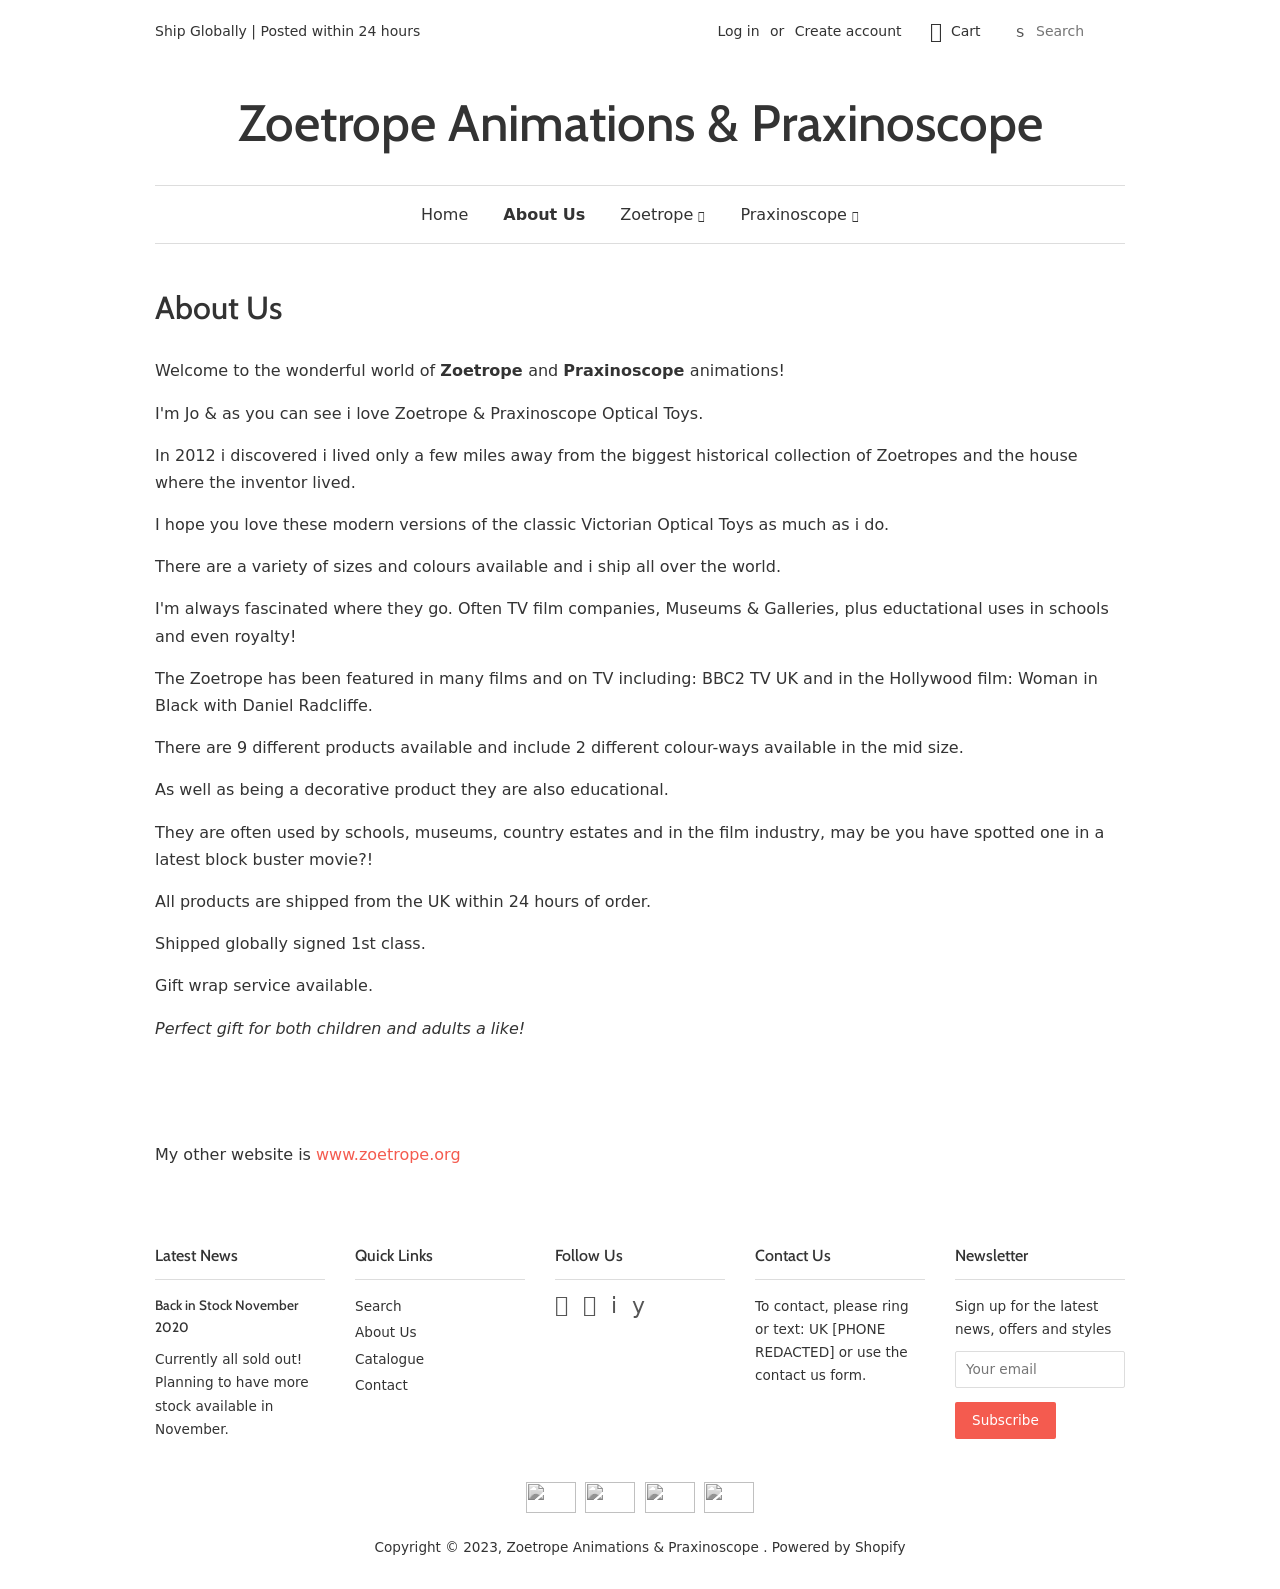 Ship Globally | Posted within 24 hours
Log in or Create account Cart s Search
Zoetrope Animations & Praxinoscope
Home About Us Zoetrope Praxinoscope
About Us
Welcome to the wonderful world of Zoetrope and Praxinoscope animations!
I'm Jo & as you can see i love Zoetrope & Praxinoscope Optical Toys.
In 2012 i discovered i lived only a few miles away from the biggest historical collection of Zoetropes and the house
where the inventor lived.
I hope you love these modern versions of the classic Victorian Optical Toys as much as i do.
There are a variety of sizes and colours available and i ship all over the world.
I'm always fascinated where they go. Often TV film companies, Museums & Galleries, plus eductational uses in schools
and even royalty!
The Zoetrope has been featured in many films and on TV including: BBC2 TV UK and in the Hollywood film: Woman in
Black with Daniel Radcliffe.
There are 9 different products available and include 2 different colour-ways available in the mid size.
As well as being a decorative product they are also educational.
They are often used by schools, museums, country estates and in the film industry, may be you have spotted one in a
latest block buster movie?!
All products are shipped from the UK within 24 hours of order.
Shipped globally signed 1st class.
Gift wrap service available.
Perfect gift for both children and adults a like!
My other website is www.zoetrope.org
Latest News
Back in Stock November
2020
Currently all sold out!
Planning to have more
stock available in
November.
Quick Links
Search
About Us
Catalogue
Contact
Follow Us
i y
Contact Us
To contact, please ring
or text: UK [PHONE
REDACTED] or use the
contact us form.
Newsletter
Sign up for the latest
news, offers and styles
Your email
Subscribe
Copyright © 2023, Zoetrope Animations & Praxinoscope . Powered by Shopify